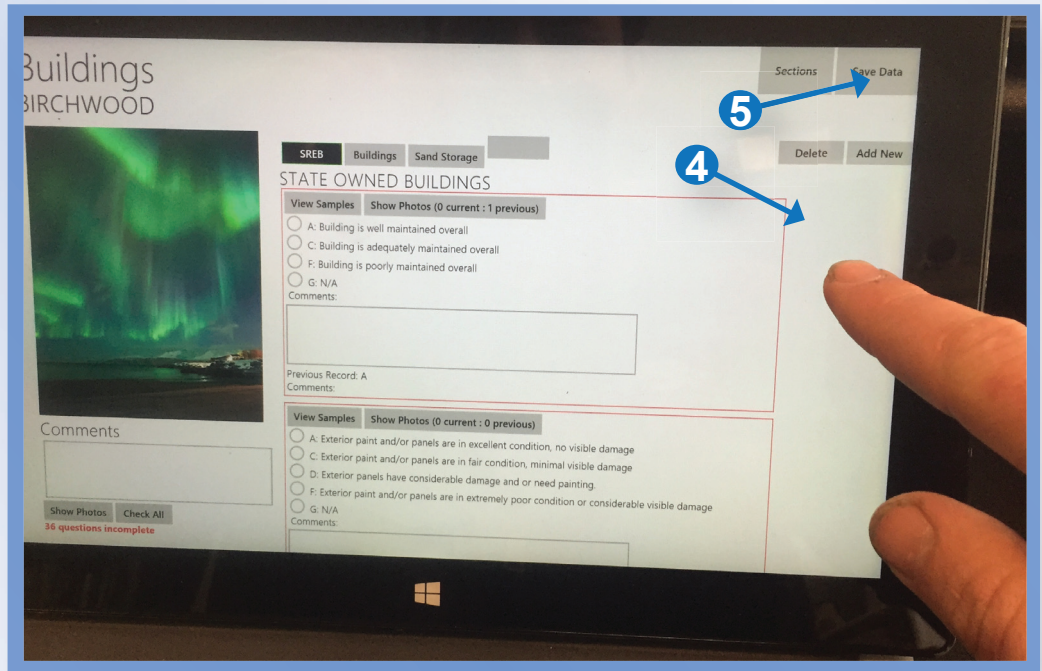 Buildings
BIRCHWOOD
Sections
Save Data
5
4
Delete
Add New
SREB
Buildings
Sand Storage
STATE OWNED BUILDINGS
View Samples
Show Photos (0 current : 1 previous)
A: Building is well maintained overall
C: Building is adequately maintained overall
F: Building is poorly maintained overall
G: N/A
Comments:
Previous Record: A
Comments:
View Samples
Show Photos (0 current : 0 previous)
A: Exterior paint and/or panels are in excellent condition, no visible damage
C: Exterior paint and/or panels are in fair condition, minimal visible damage
D: Exterior panels have considerable damage and or need painting.
F: Exterior paint and/or panels are in extremely poor condition or considerable visible damage
G: N/A
Comments:
Comments
Show Photos
Check All
36 questions incomplete